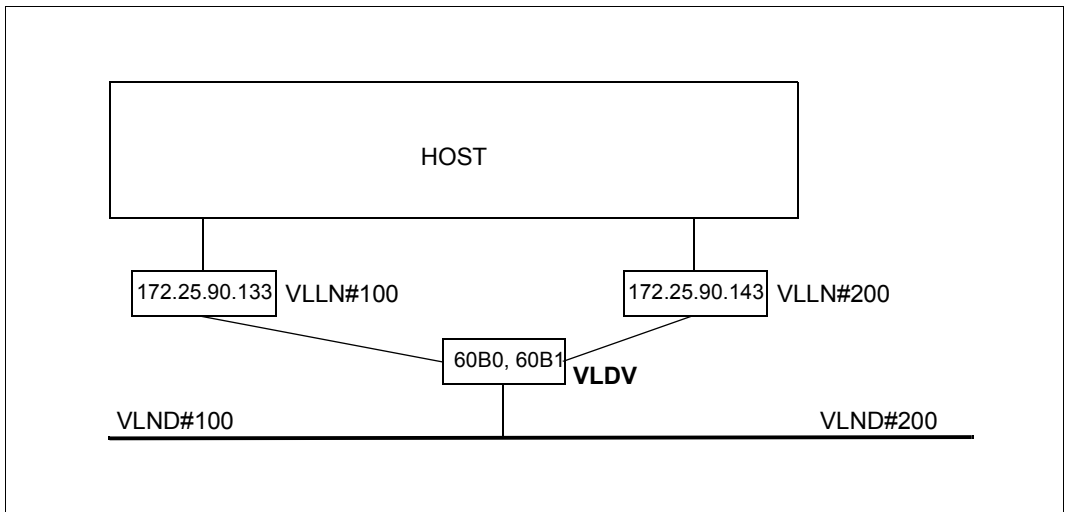 HOST
172.25.90.133 VLLN#100
172.25.90.143 VLLN#200
60B0, 60B1
VLDV
VLND#100
VLND#200